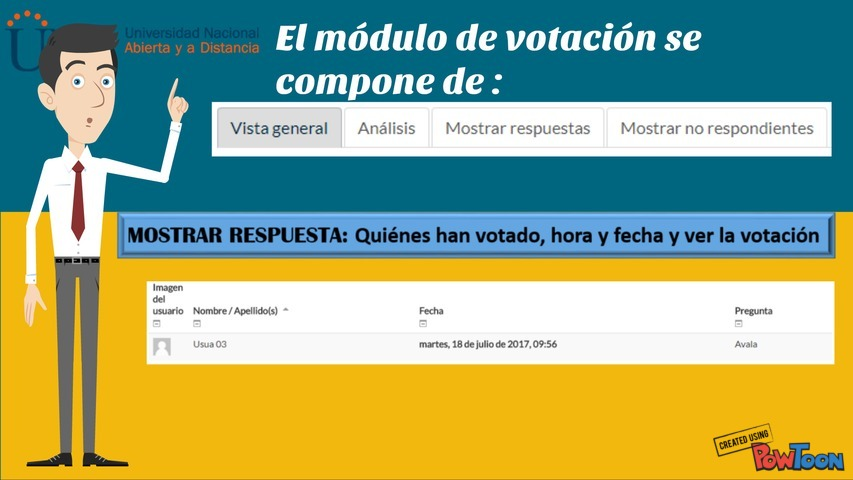 U
Universidad Nacional
Abierta y a Distancia
El módulo de votación se
compone de :
Vista general Análisis Mostrar respuestas Mostrar no respondientes
MOSTRAR RESPUESTA: Quiénes han votado, hora y fecha y ver la votación
Imagen
del
usuario Nombre / Apellido(s) Fecha Pregunta
Usua 03 martes, 18 de julio de 2017, 09:56 Avala
CREATED USING
POWTOON